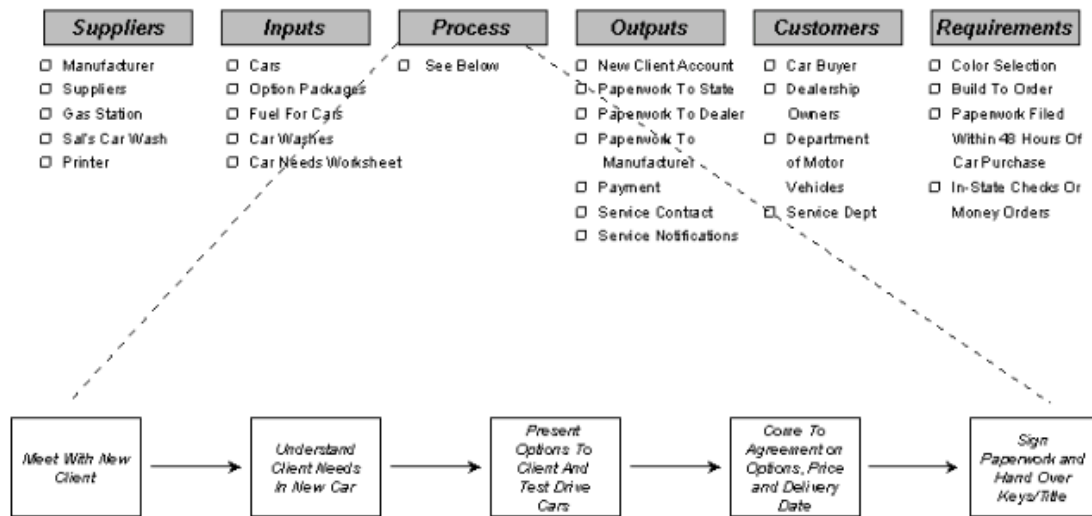 Suppliers
Manufacturer
Suppliers
Gas Station
Sal's Car Wash
Printer
Inputs
Cars
Option Packages
Fuel For Cars
Car Washes
Car Needs Worksheet
Process
See Below
Outputs
New Client Account
Paperwork To State
Paperwork To Dealer
Paperwork To
Manufacturer
Payment
Service Contract
Service Notifications
Customers
Car Buyer
Dealership
Owners
Department
of Motor
Vehicles
Service Dept
Requirements
Color Selection
Build To Order
Paperwork Filed
Within 48 Hours Of
Car Purchase
In-State Checks Or
Money Orders
Meet With New
Client
Understand
Client Needs
In New Car
Present
Options To
Client And
Test Drive
Cars
Come To
Agreement on
Options, Price
and Delivery
Date
Sign
Paperwork and
Hand Over
Keys/Title